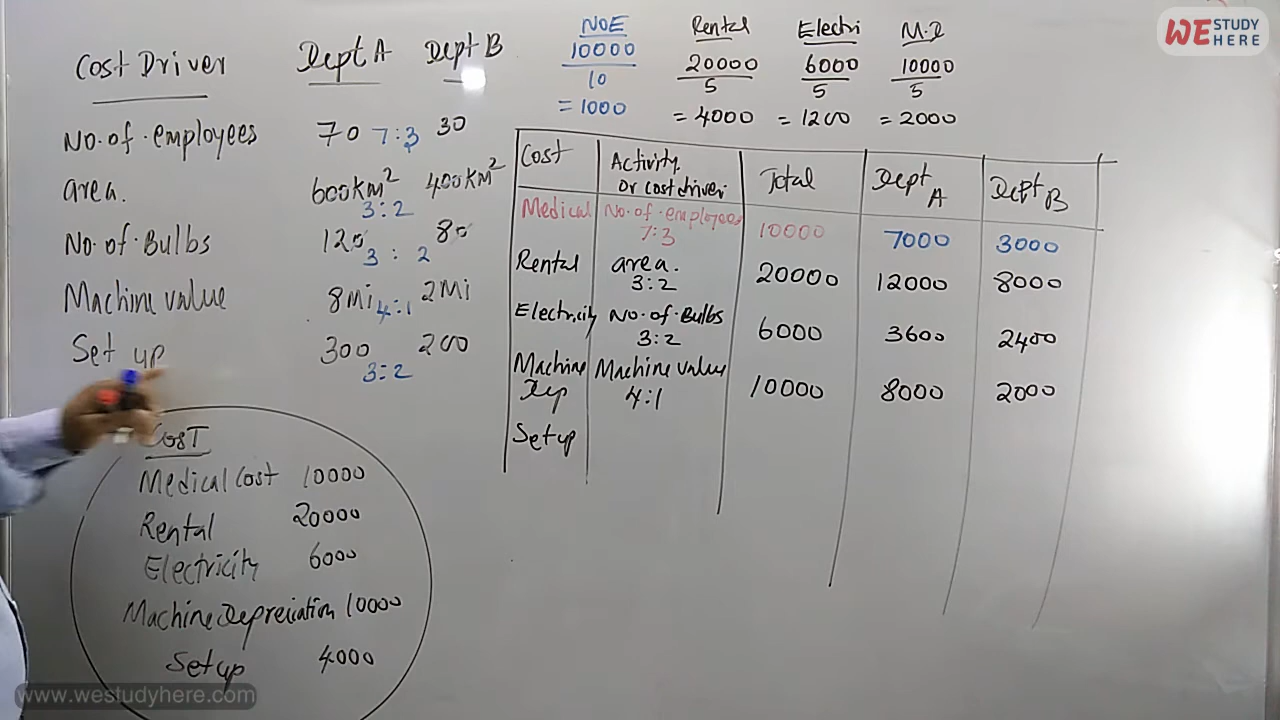 WE STUDY HERE
Cost Driver Dept A Dept B
No. of. employees 70 7:3 30
area. 600KM² 400KM²
3:2
No. of Bulbs 120 80
3 : 2
Machine value 8Mi 4:1 2Mi
Set up 300 200
3:2
NOE Rental Electri M.D
10000 20000 6000 10000
10 5 5 5
= 1000 = 4000 = 1200 = 2000
Cost Activity. Or cost driver Total Dept A Dept B
Medical No. of. employees 7:3 10000 7000 3000
Rental area. 3:2 20000 12000 8000
Electricity No. of. Bulbs 3:2 6000 3600 2400
Machine Dep Machine value 4:1 10000 8000 2000
Setup
Cost
Medical Cost 10000
Rental 20000
Electricity 6000
Machine Depreiation 10000
Setup 4000
www.westudyhere.com